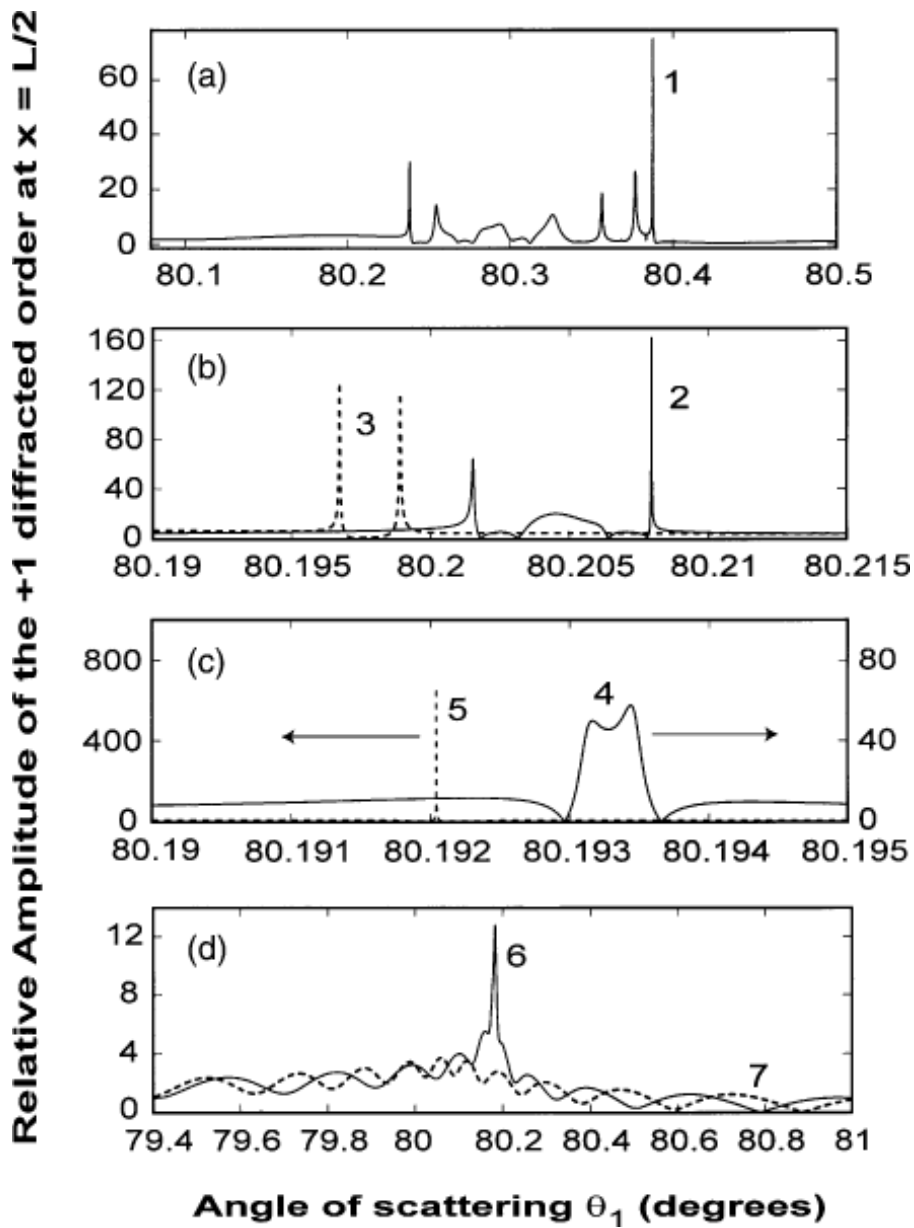 Relative Amplitude of the +1 diffracted order at x = L/2
(a)
1
60
40
20
0
80.1 80.2 80.3 80.4 80.5
(b)
2
3
160
120
80
40
0
80.19 80.195 80.2 80.205 80.21 80.215
(c)
5
4
800
400
0
80
40
0
80.19 80.191 80.192 80.193 80.194 80.195
(d)
6
7
12
8
4
0
79.4 79.6 79.8 80 80.2 80.4 80.6 80.8 81
Angle of scattering θ₁ (degrees)